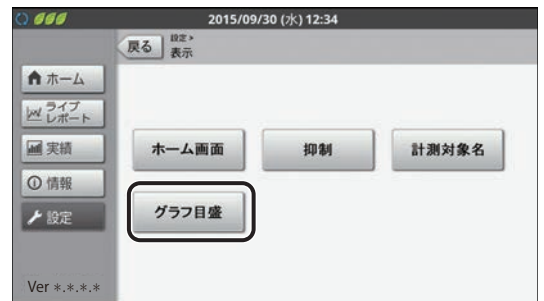 2015/09/30 (水) 12:34
戻る
設定>
表示
ホーム
ライブ
レポート
実績
情報
設定
ホーム画面
抑制
計測対象名
グラフ目盛
Ver *.*.*.*